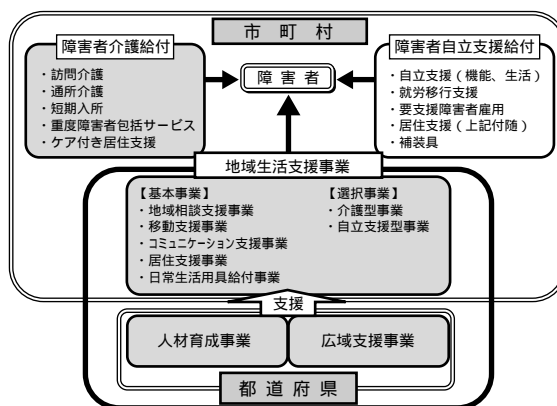 市町村
障害者介護給付
・訪問介護
・通所介護
・短期入所
・重度障害者包括サービス
・ケア付き居住支援
障害者
障害者自立支援給付
・自立支援(機能、生活)
・就労移行支援
・要支援障害者雇用
・居住支援(上記付随)
・補装具
地域生活支援事業
【基本事業】
・地域相談支援事業
・移動支援事業
・コミュニケーション支援事業
・居住支援事業
・日常生活用具給付事業
【選択事業】
・介護型事業
・自立支援型事業
支援
人材育成事業
広域支援事業
都道府県